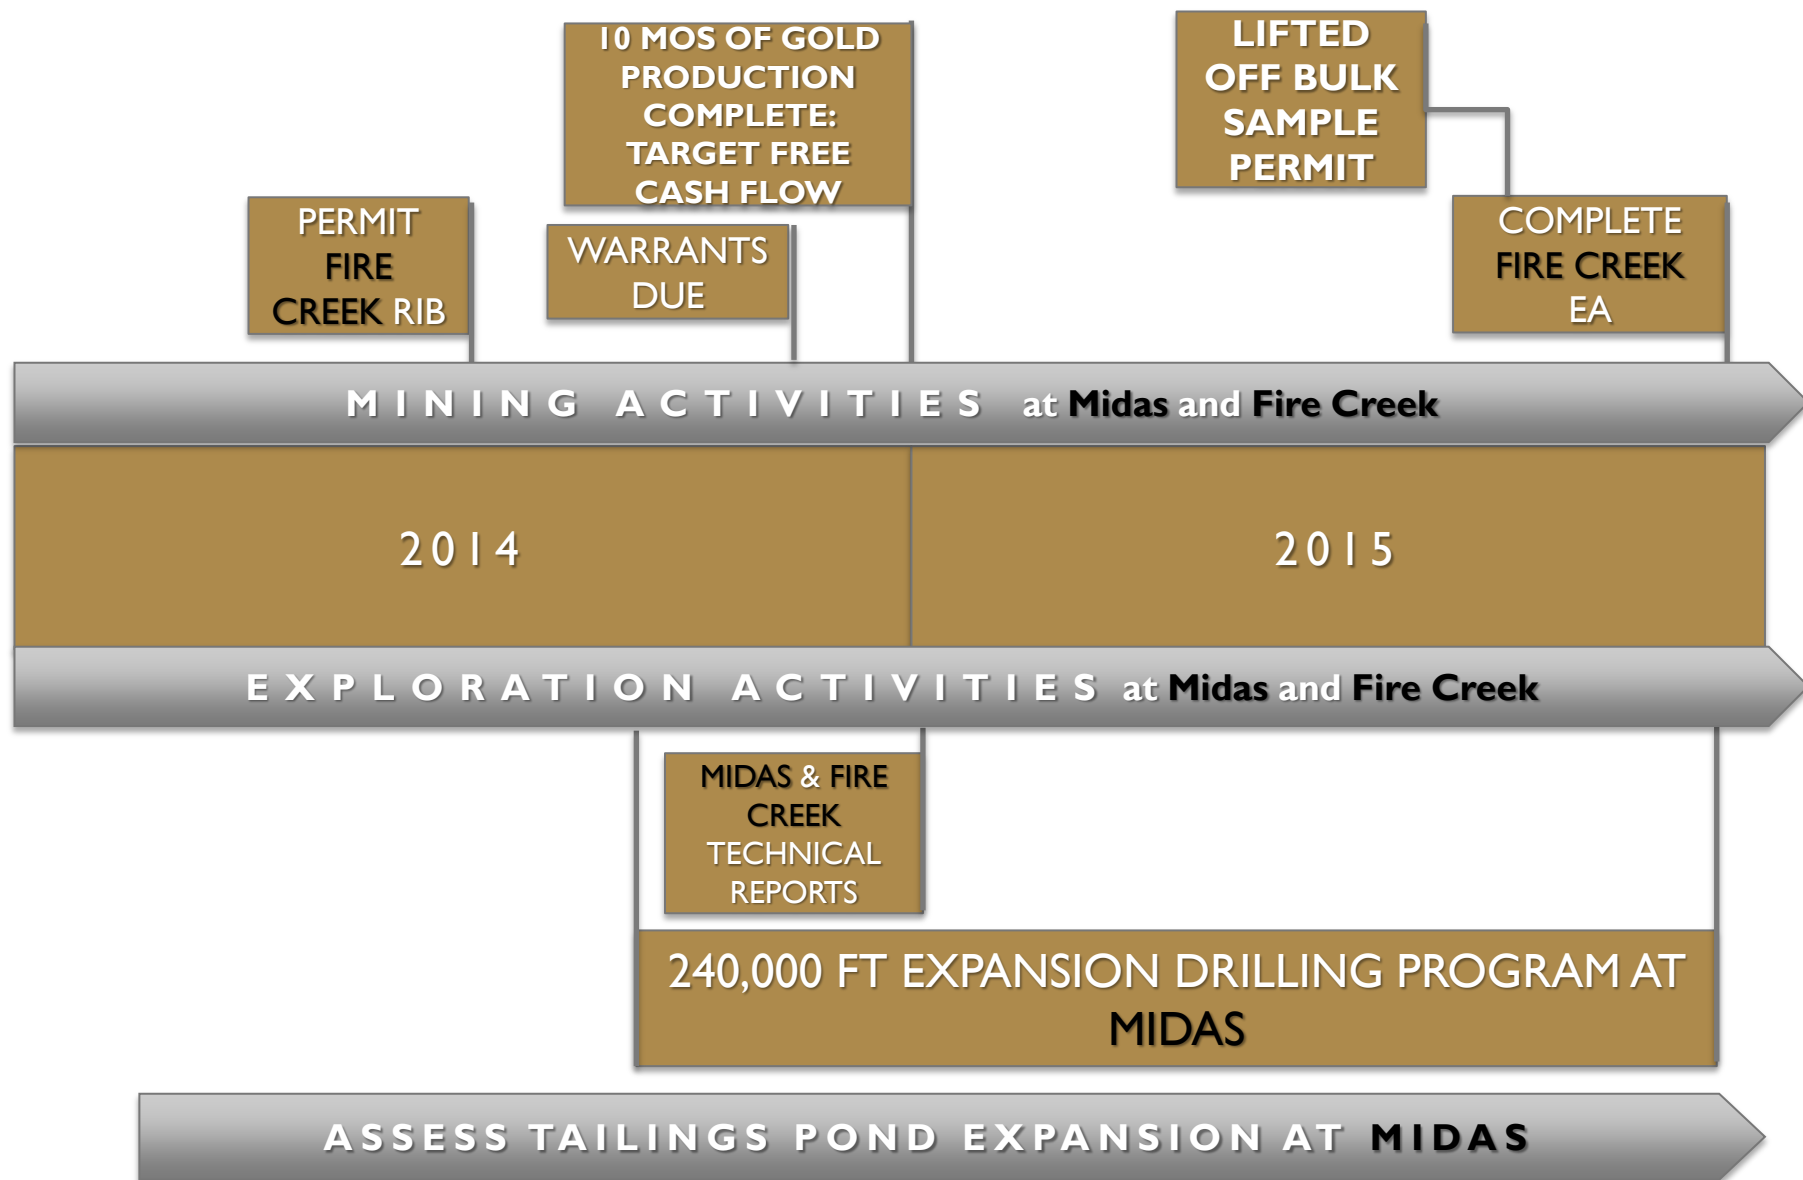 10 MOS OF GOLD
PRODUCTION
COMPLETE:
TARGET FREE
CASH FLOW
LIFTED
OFF BULK
SAMPLE
PERMIT
PERMIT
FIRE
CREEK RIB
WARRANTS
DUE
COMPLETE
FIRE CREEK
EA
MINING ACTIVITIES at Midas and Fire Creek
2014
2015
EXPLORATION ACTIVITIES at Midas and Fire Creek
MIDAS & FIRE
CREEK
TECHNICAL
REPORTS
240,000 FT EXPANSION DRILLING PROGRAM AT
MIDAS
ASSESS TAILINGS POND EXPANSION AT MIDAS